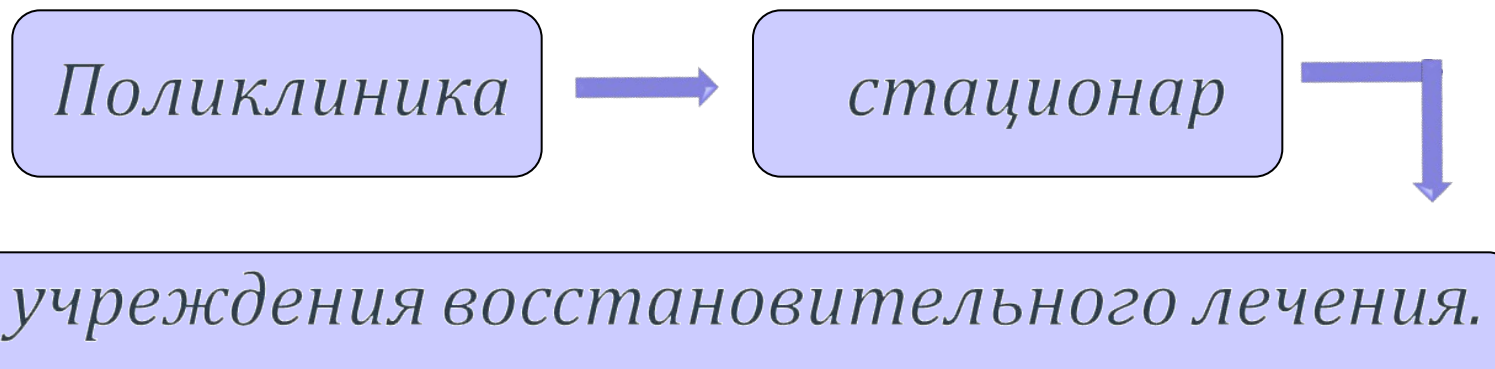 Поликлиника
стационар
учреждения восстановительного лечения.